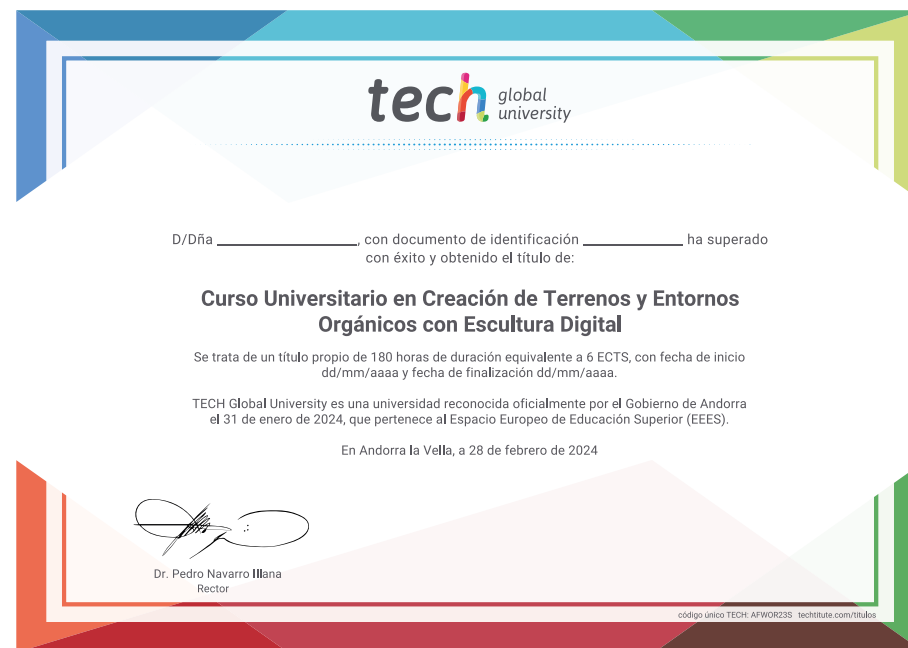 tech global university
D/Dña ____________, con documento de identificación ____________ ha superado
con éxito y obtenido el título de:
Curso Universitario en Creación de Terrenos y Entornos
Orgánicos con Escultura Digital
Se trata de un título propio de 180 horas de duración equivalente a 6 ECTS, con fecha de inicio
dd/mm/aaaa y fecha de finalización dd/mm/aaaa.
TECH Global University es una universidad reconocida oficialmente por el Gobierno de Andorra
el 31 de enero de 2024, que pertenece al Espacio Europeo de Educación Superior (EEES).
En Andorra la Vella, a 28 de febrero de 2024
Dr. Pedro Navarro Illana
Rector
código único TECH: AFWOR23S techtitute.com/titulos